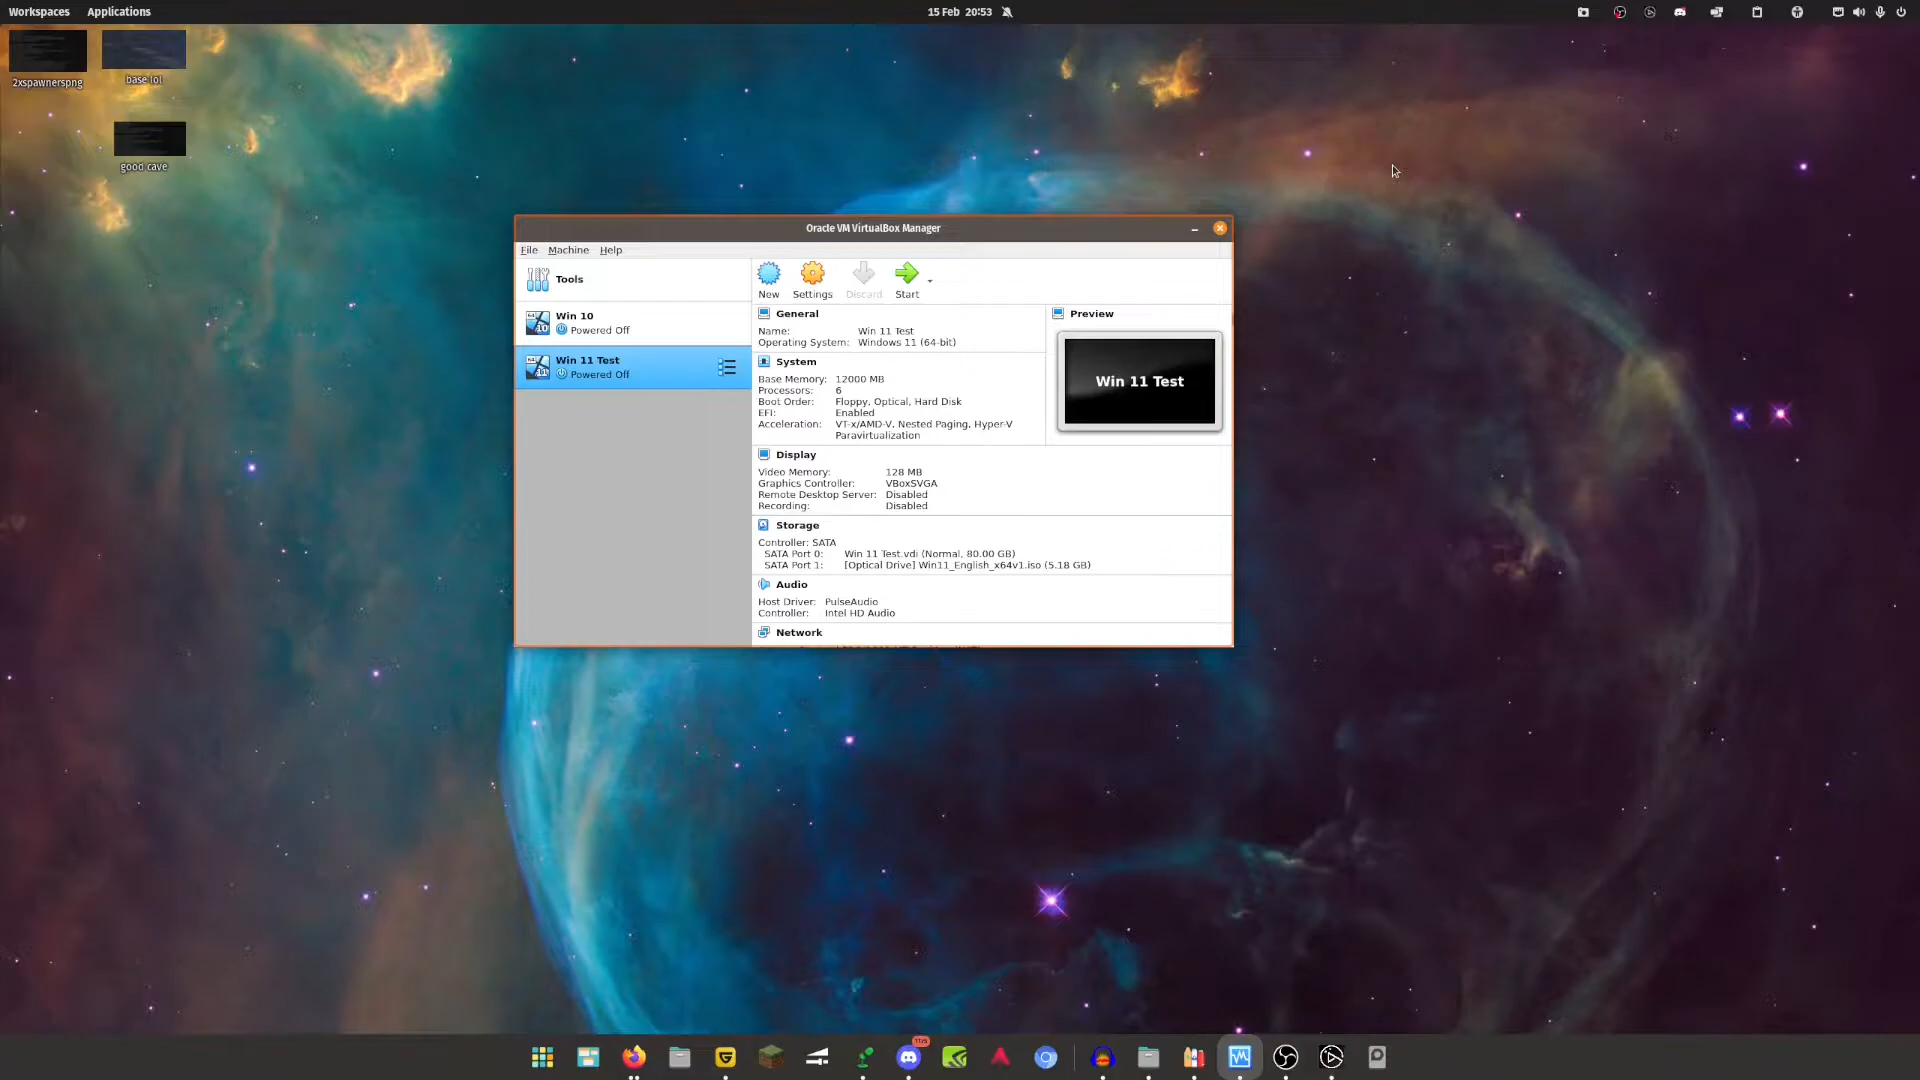 Workspaces Applications 15 Feb 20:53
2xspawnerspng base lol
good cave
Oracle VM VirtualBox Manager
File Machine Help
Tools
Win 10
Powered Off
Win 11 Test
Powered Off
New Settings Discard Start
General
Name: Win 11 Test
Operating System: Windows 11 (64-bit)
System
Base Memory: 12000 MB
Processors: 6
Boot Order: Floppy, Optical, Hard Disk
EFI: Enabled
Acceleration: VT-x/AMD-V, Nested Paging, Hyper-V
Paravirtualization
Preview
Win 11 Test
Display
Video Memory: 128 MB
Graphics Controller: VBoxSVGA
Remote Desktop Server: Disabled
Recording: Disabled
Storage
Controller: SATA
SATA Port 0: Win 11 Test.vdi (Normal, 80.00 GB)
SATA Port 1: [Optical Drive] Win11_English_x64v1.iso (5.18 GB)
Audio
Host Driver: PulseAudio
Controller: Intel HD Audio
Network